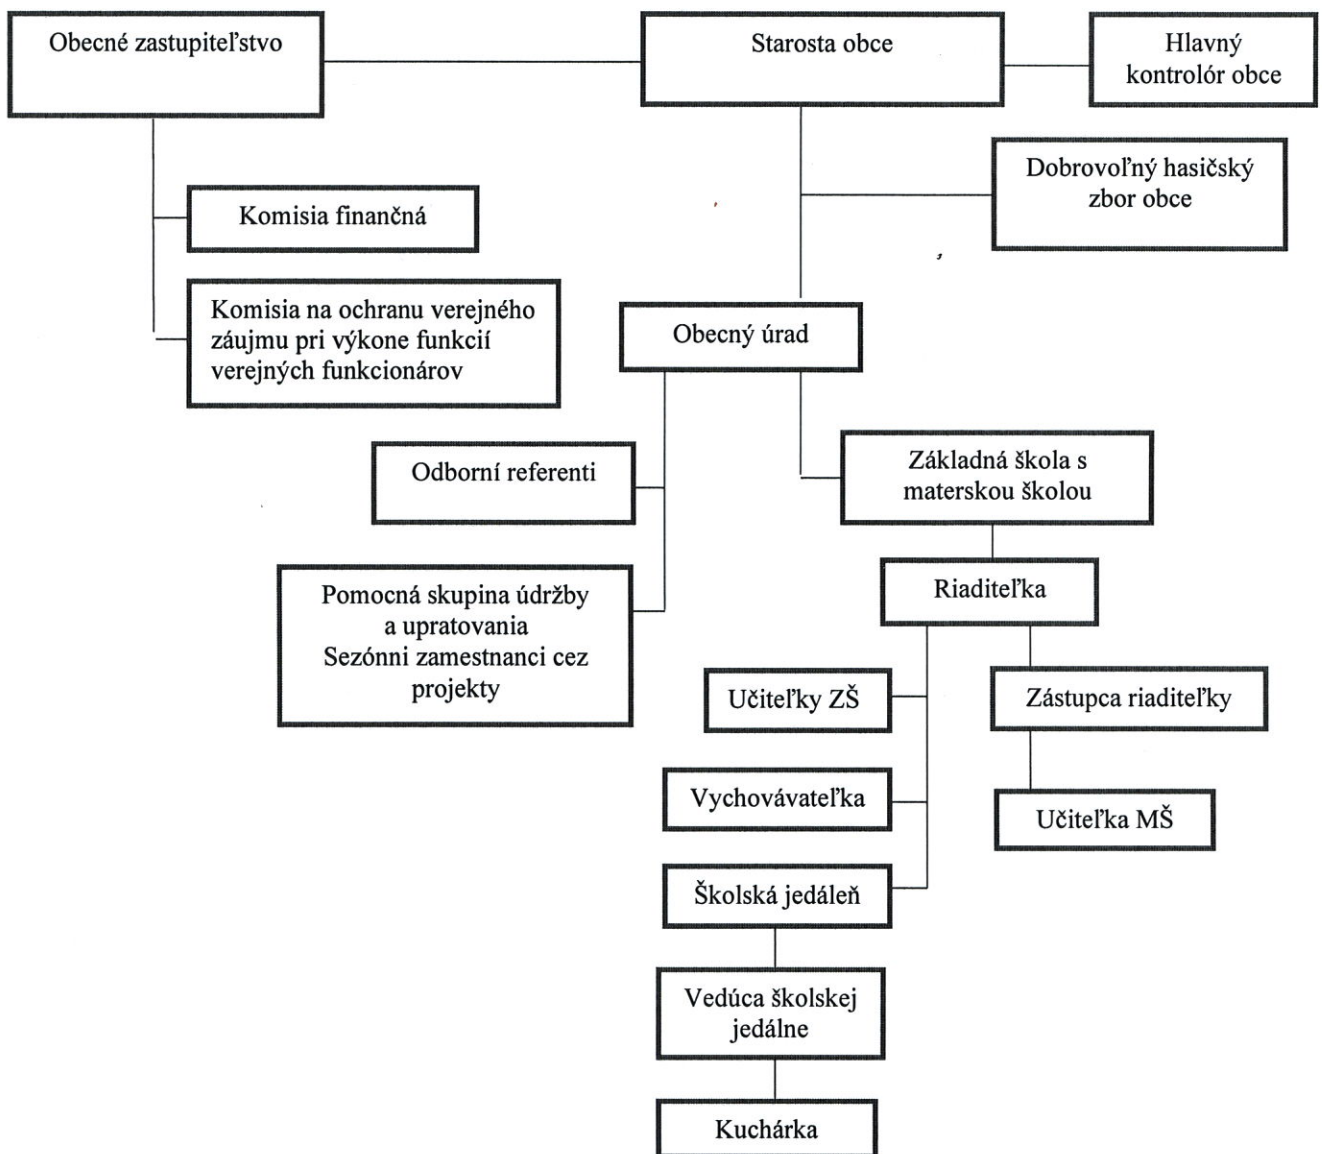 Obecné zastupiteľstvo
Starosta obce
Hlavný
kontrolór obce
Dobrovoľný hasičský
zbor obce
Komisia finančná
Komisia na ochranu verejného
záujmu pri výkone funkcií
verejných funkcionárov
Obecný úrad
Odborní referenti
Základná škola s
materskou školou
Pomocná skupina údržby
a upratovania
Sezónni zamestnanci cez
projekty
Riaditeľka
Učiteľky ZŠ
Zástupca riaditeľky
Vychovávateľka
Učiteľka MŠ
Školská jedáleň
Vedúca školskej
jedálne
Kuchárka